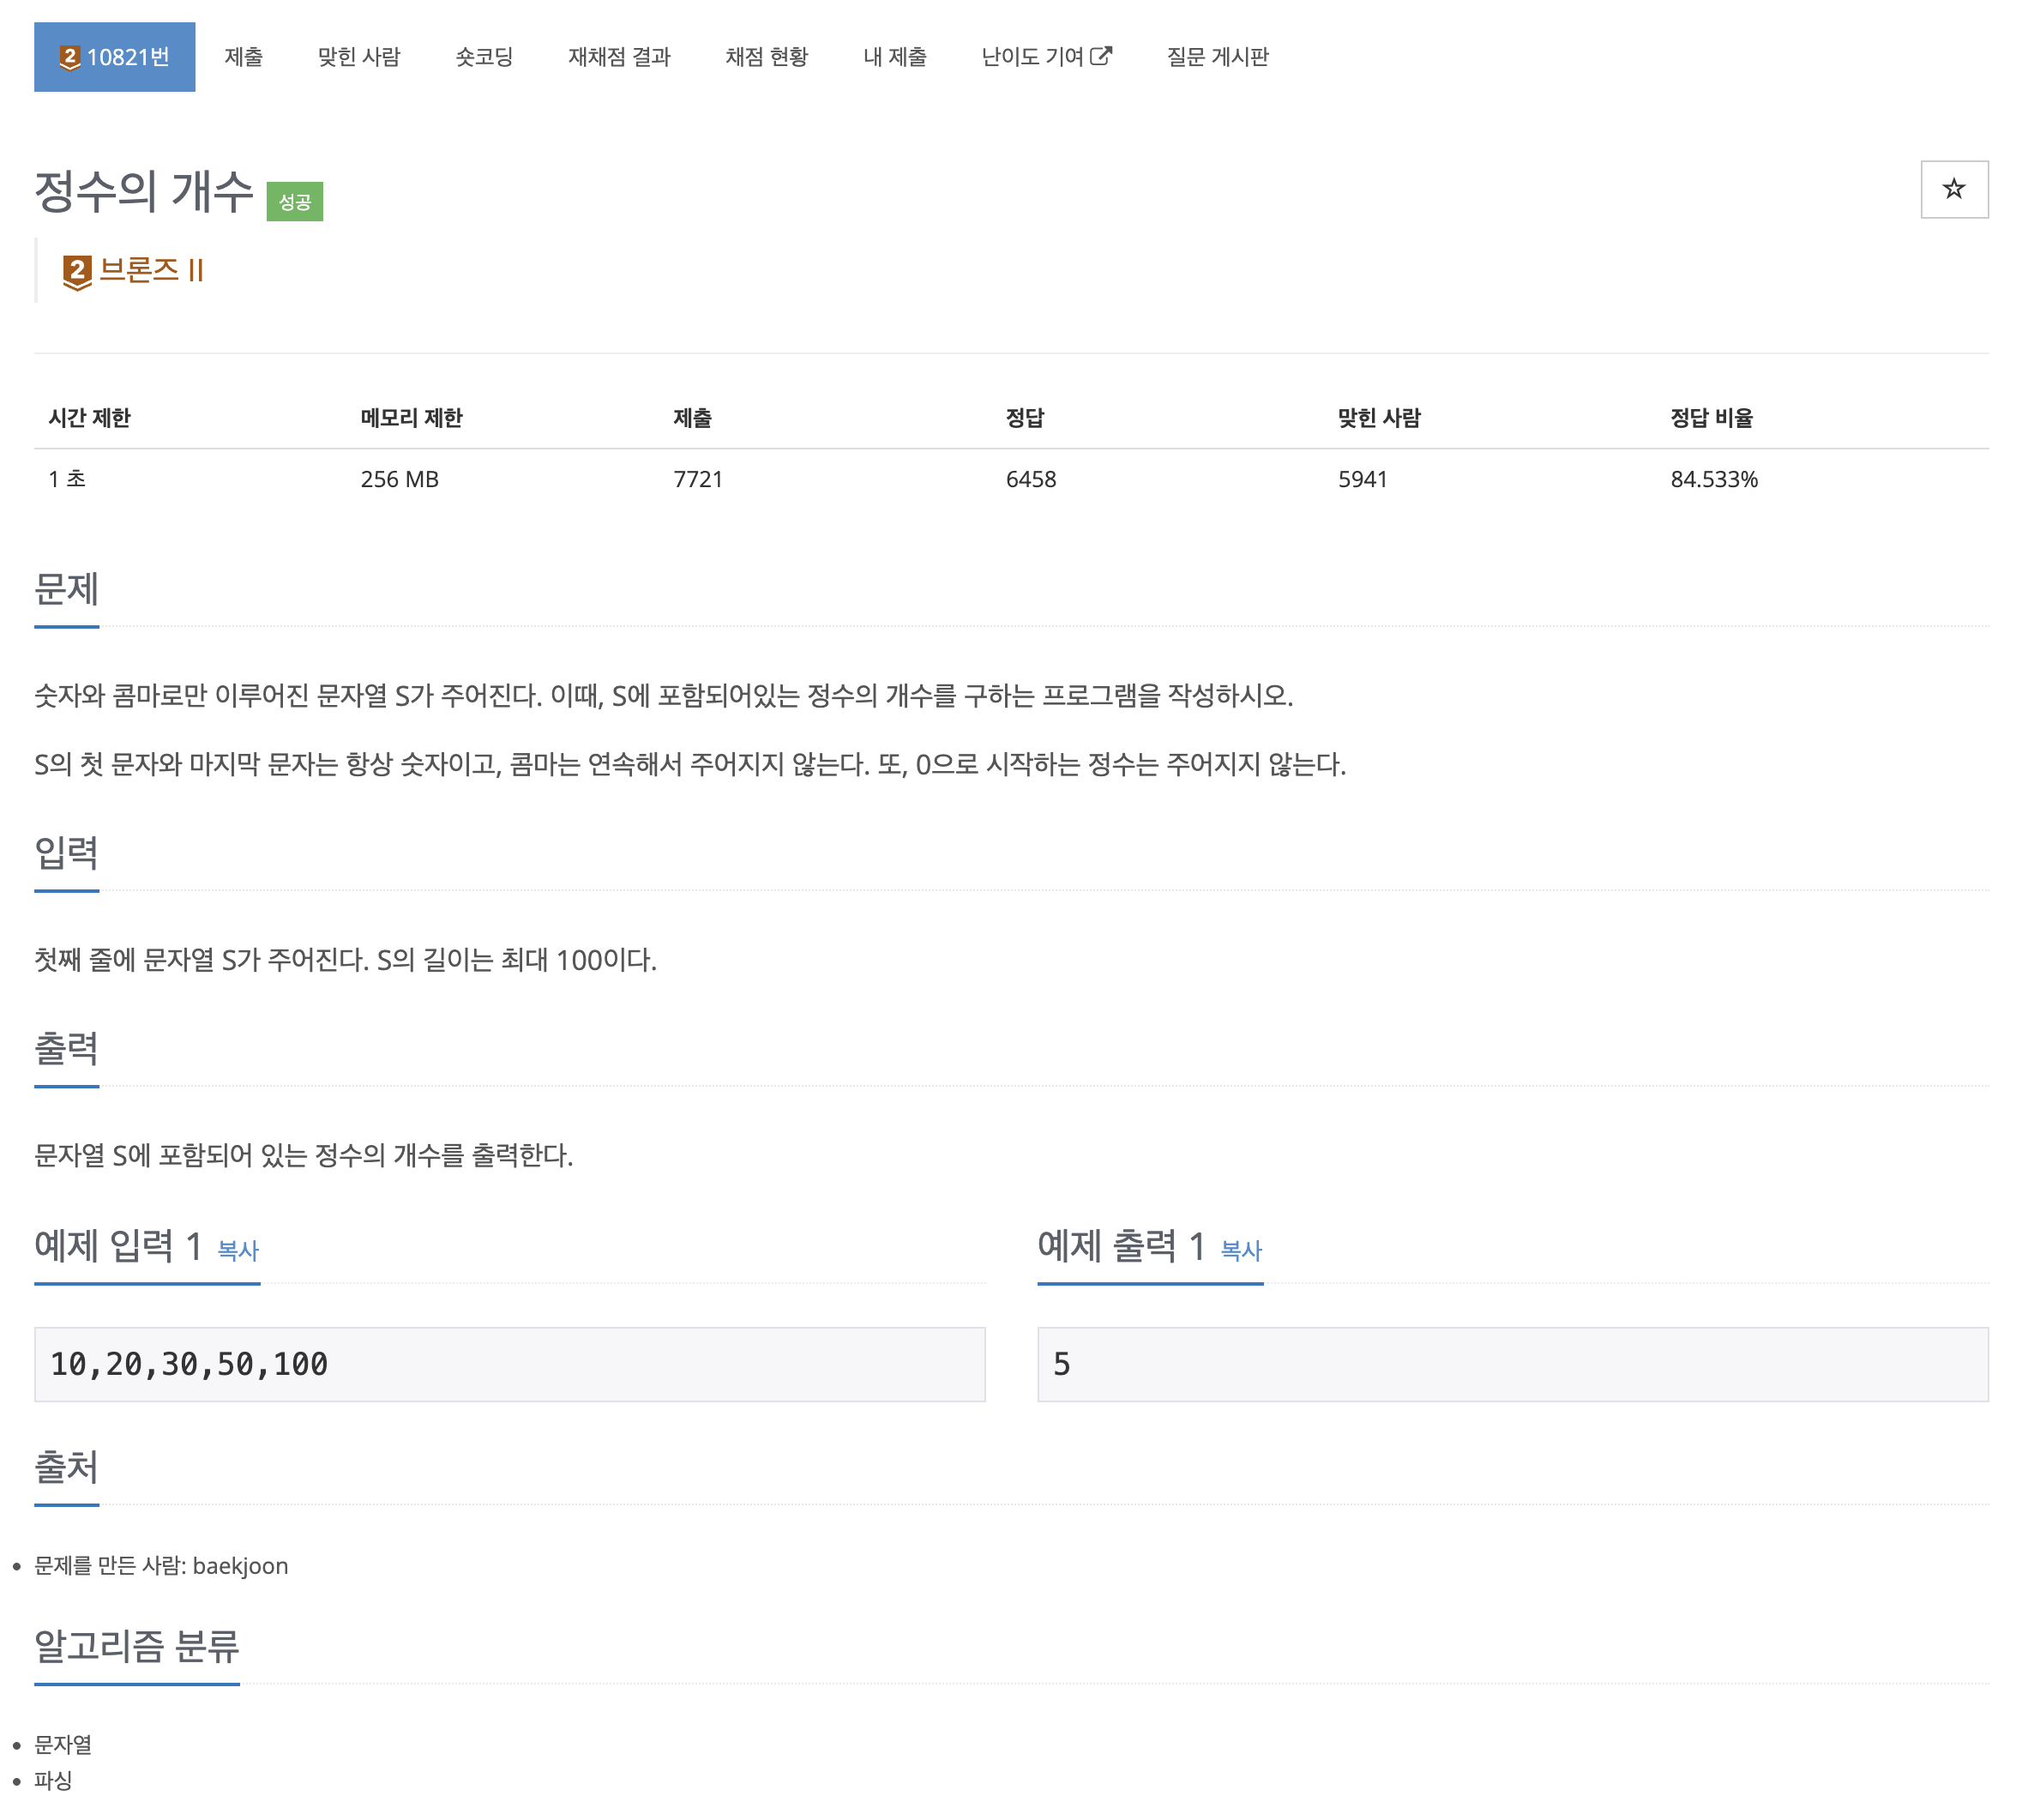 2 10821번 제출 맞힌 사람 숏코딩 재채점 결과 채점 현황 내 제출 난이도 기여 질문 게시판
정수의 개수 성공
2 브론즈 II
시간 제한 메모리 제한 제출 정답 맞힌 사람 정답 비율
1 초 256 MB 7721 6458 5941 84.533%
문제
숫자와 콤마로만 이루어진 문자열 S가 주어진다. 이때, S에 포함되어있는 정수의 개수를 구하는 프로그램을 작성하시오.
S의 첫 문자와 마지막 문자는 항상 숫자이고, 콤마는 연속해서 주어지지 않는다. 또, 0으로 시작하는 정수는 주어지지 않는다.
입력
첫째 줄에 문자열 S가 주어진다. S의 길이는 최대 100이다.
출력
문자열 S에 포함되어 있는 정수의 개수를 출력한다.
예제 입력 1 복사
10,20,30,50,100
예제 출력 1 복사
5
출처
문제를 만든 사람: baekjoon
알고리즘 분류
문자열
파싱